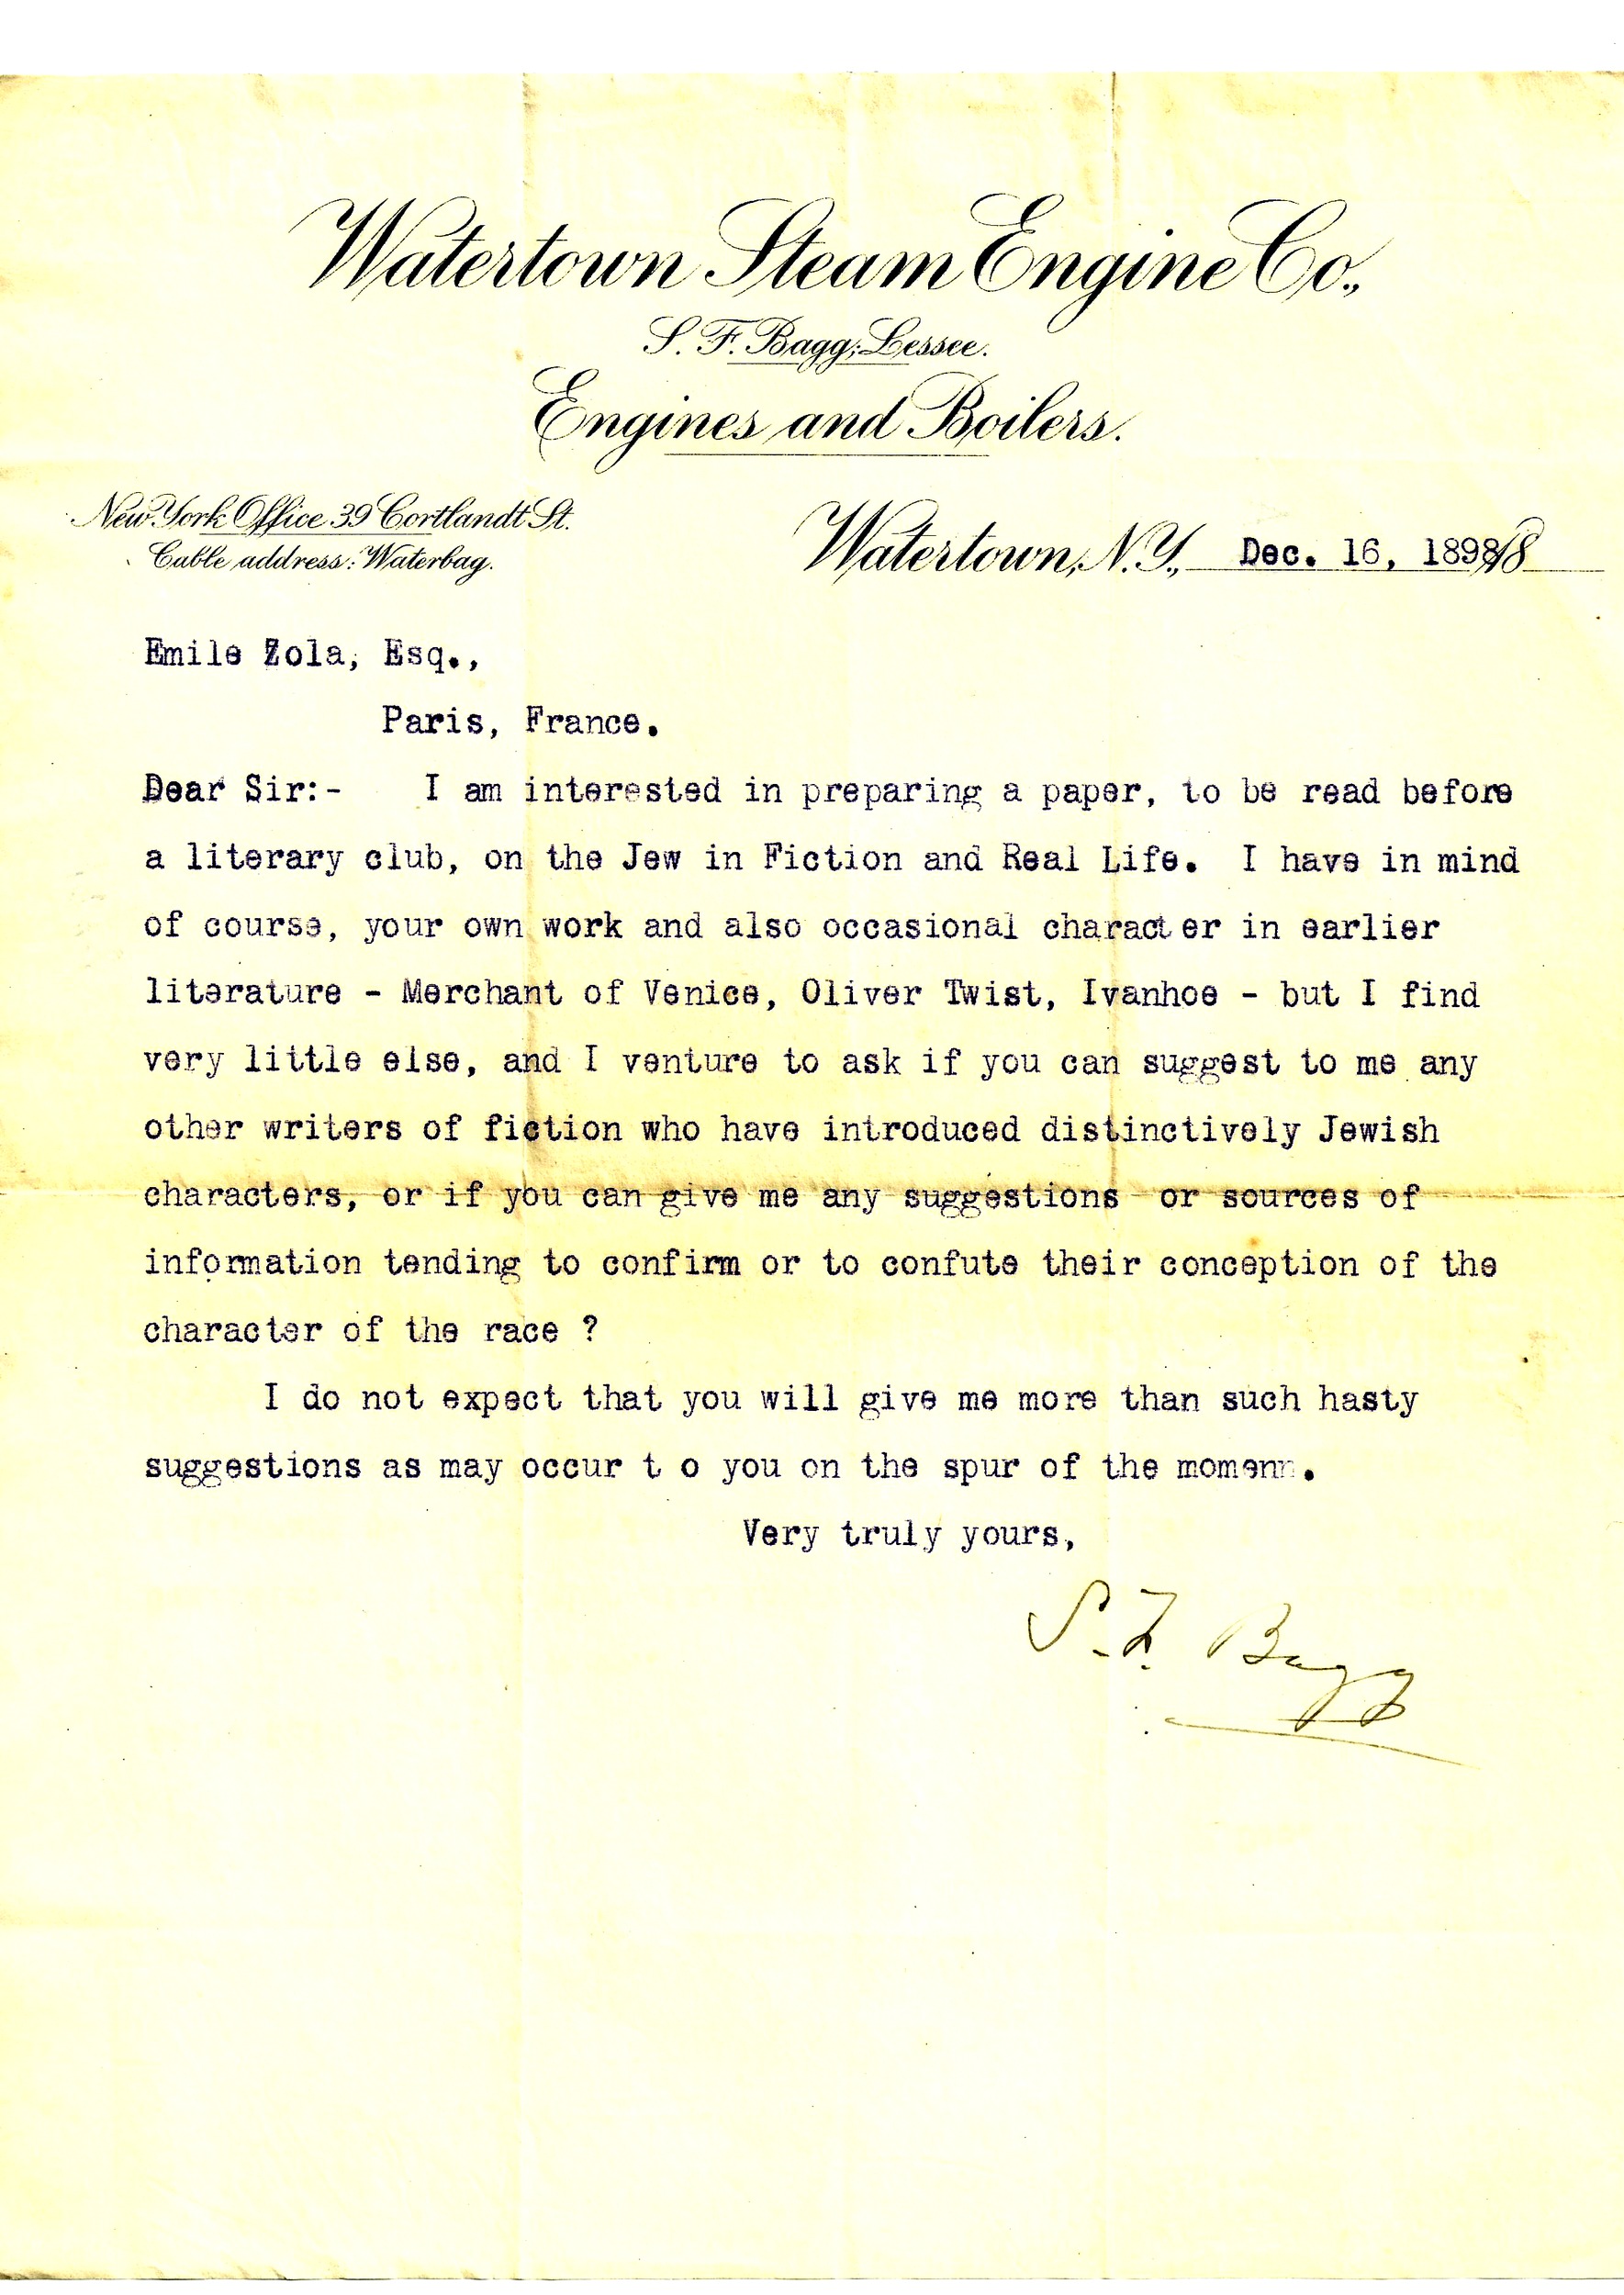 Watertown Steam Engine Co.,
S. F. Bagg, Lessee.
Engines and Boilers.
New York Office 39 Cortlandt St.
Cable address: Waterbag.
Watertown, N.Y., Dec. 16, 1898
Emile Zola, Esq.,
Paris, France.
Dear Sir:- I am interested in preparing a paper, to be read before
a literary club, on the Jew in Fiction and Real Life. I have in mind
of course, your own work and also occasional character in earlier
literature - Merchant of Venice, Oliver Twist, Ivanhoe - but I find
very little else, and I venture to ask if you can suggest to me any
other writers of fiction who have introduced distinctively Jewish
characters, or if you can give me any suggestions or sources of
information tending to confirm or to confute their conception of the
character of the race ?
I do not expect that you will give me more than such hasty
suggestions as may occur t o you on the spur of the momenn.
Very truly yours,
S. F. Bagg